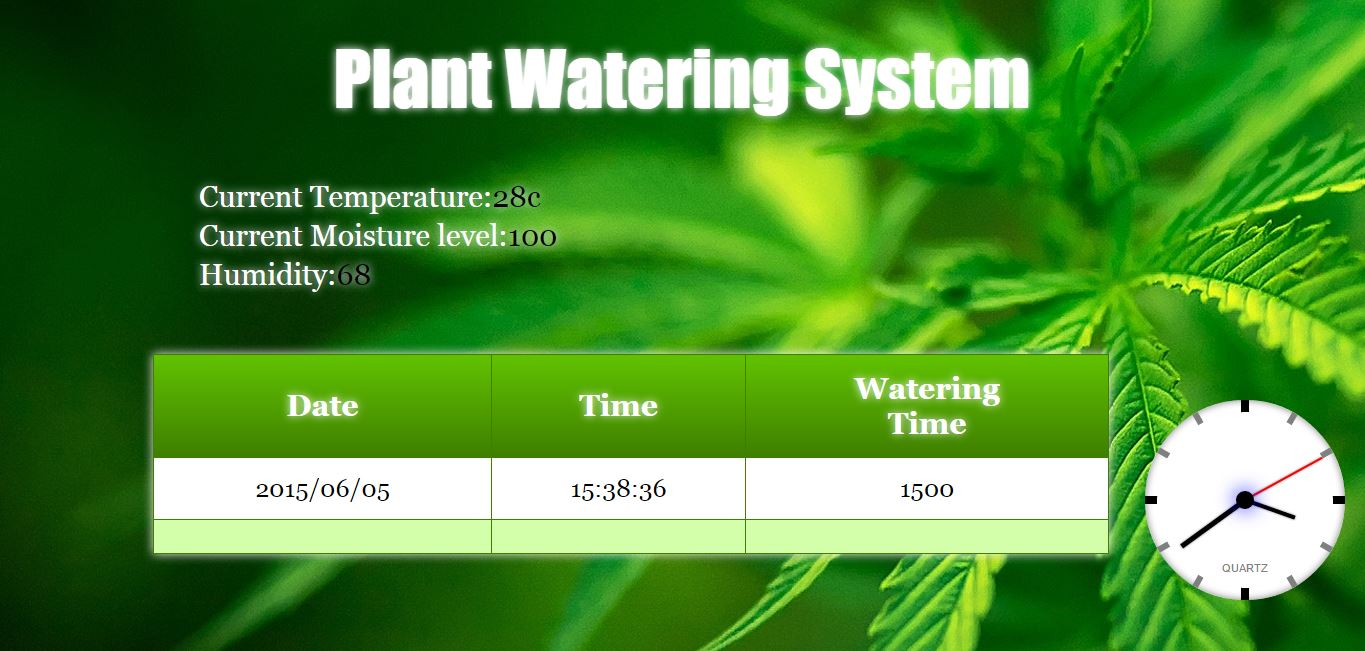 Plant Watering System
Current Temperature:28c
Current Moisture level:100
Humidity:68
Date Time Watering
Time
2015/06/05 15:38:36 1500
QUARTZ